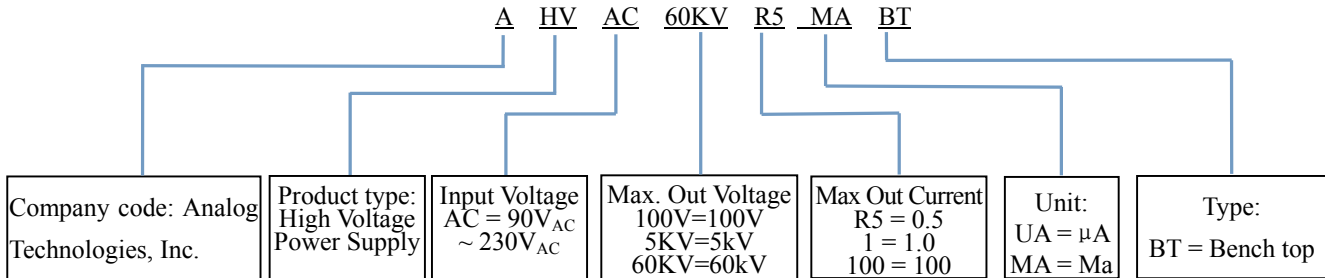 A HV AC 60KV R5 MA BT
Company code: Analog
Technologies, Inc.
Product type:
High Voltage
Power Supply
Input Voltage
AC = 90VAC
~ 230VAC
Max. Out Voltage
100V=100V
5KV=5kV
60KV=60kV
Max Out Current
R5 = 0.5
1 = 1.0
100 = 100
Unit:
UA = μA
MA = Ma
Type:
BT = Bench top